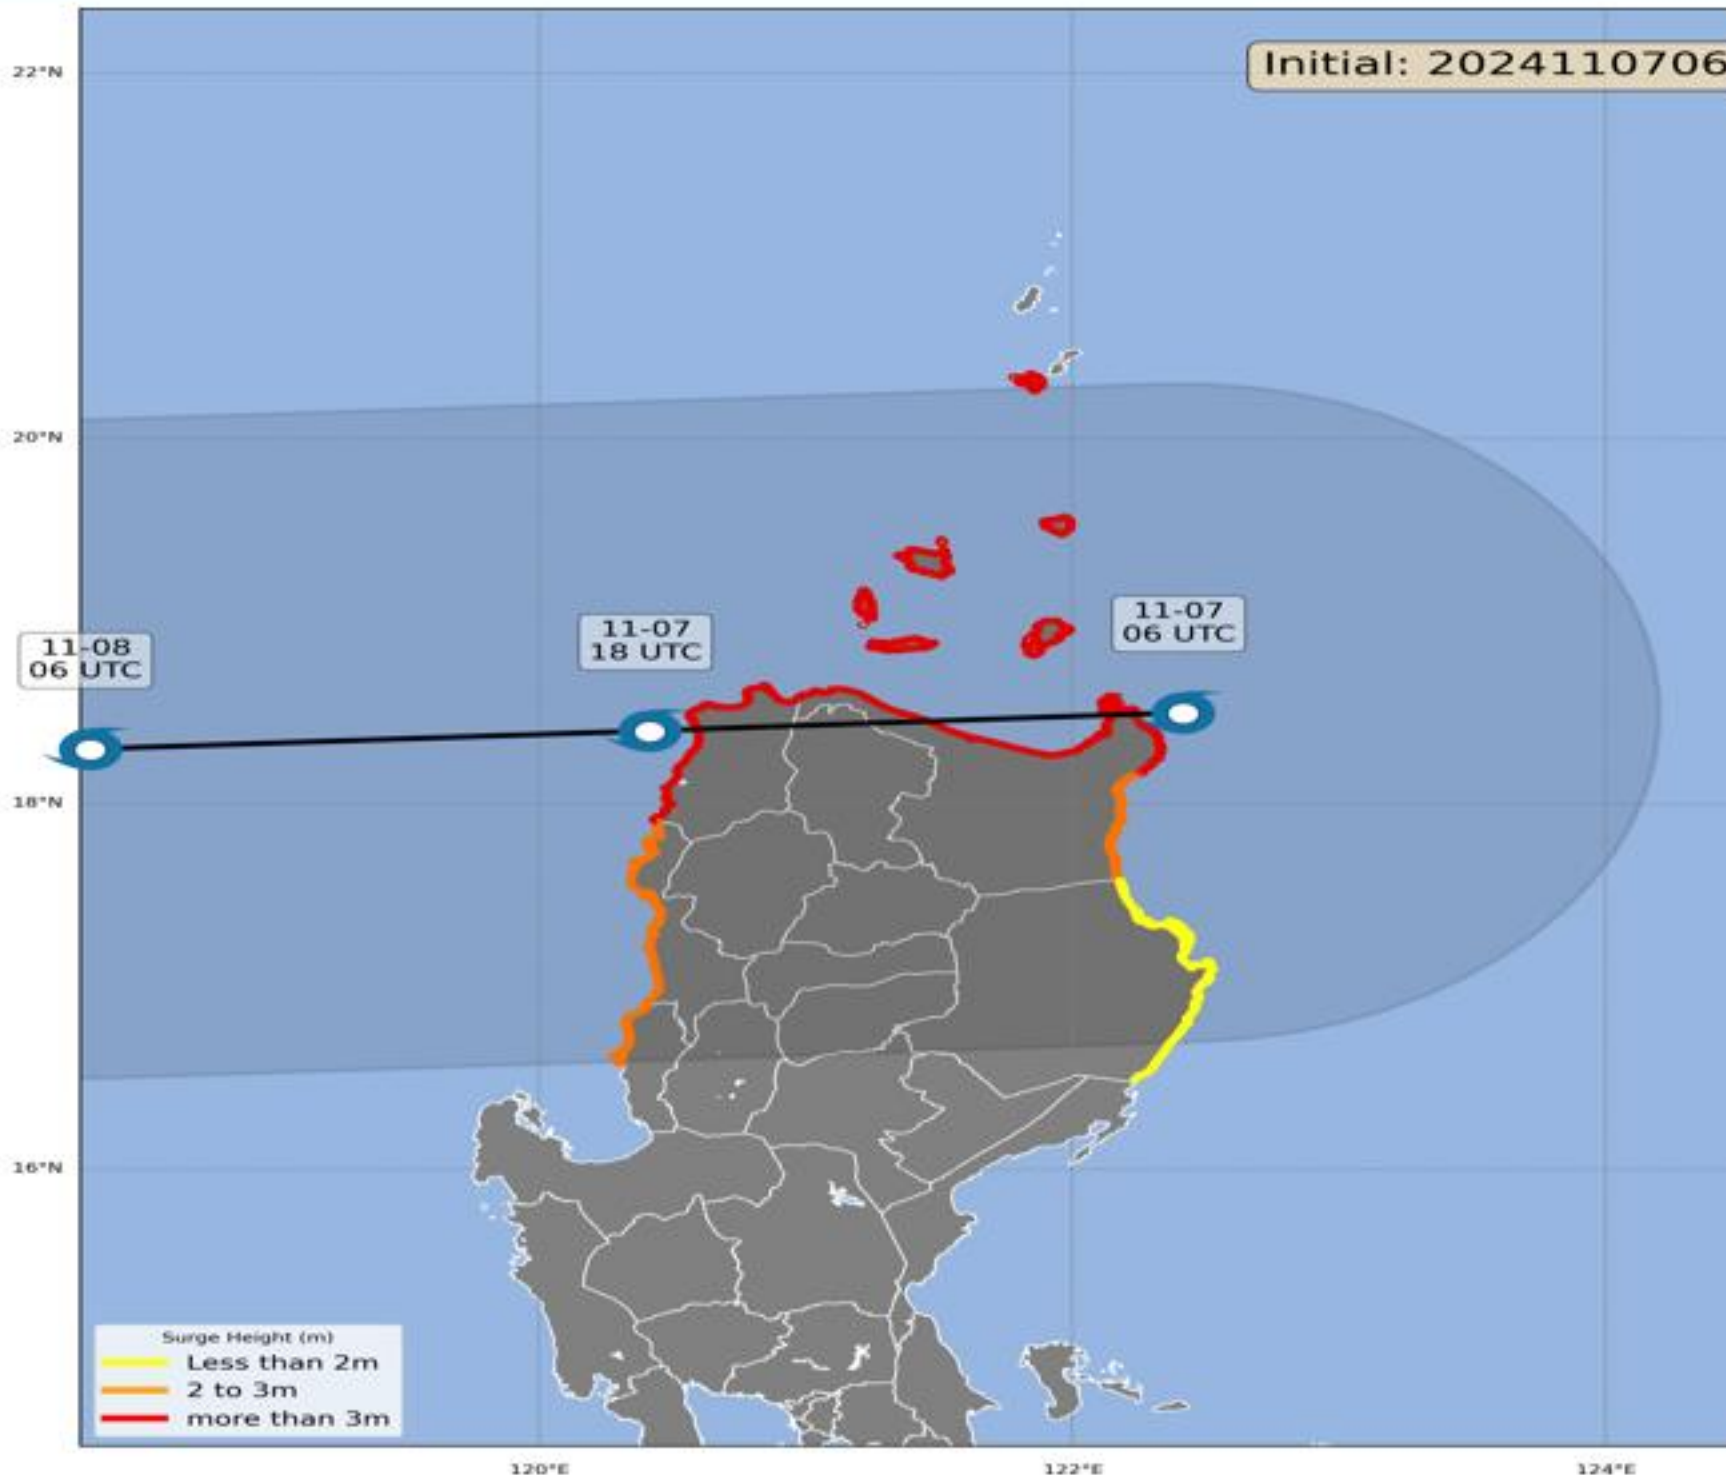 22°N
Initial: 2024110706
20°N
11-07
06 UTC
11-07
18 UTC
11-08
06 UTC
18°N
16°N
Surge Height (m)
Less than 2m
2 to 3m
more than 3m
120°E
122°E
124°E